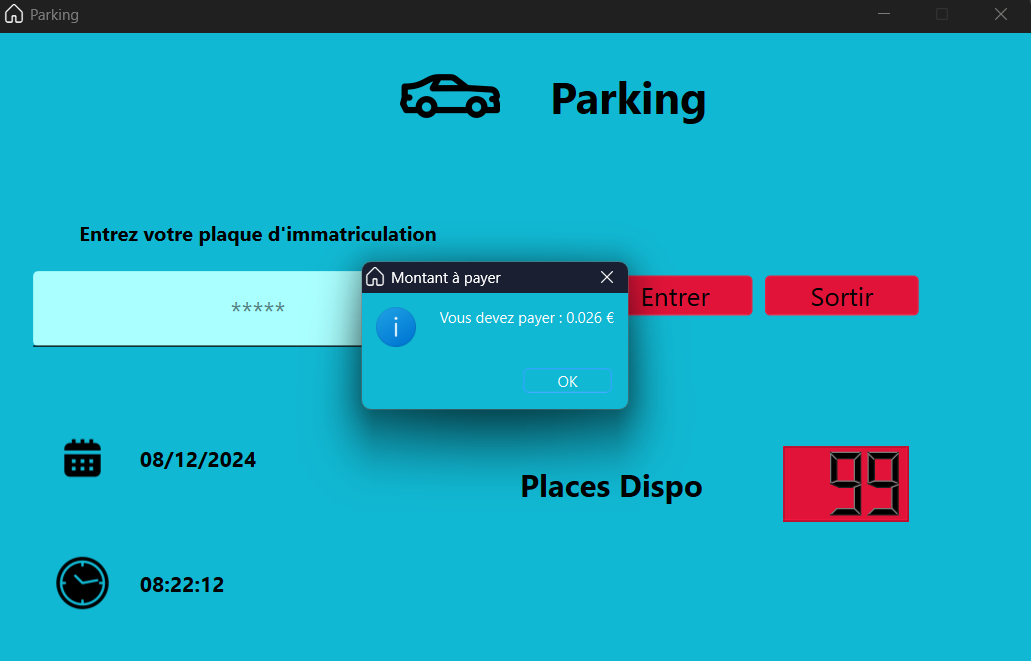 Parking
Parking
Entrez votre plaque d'immatriculation
*****
Montant à payer
Vous devez payer : 0.026 €
OK
Entrer
Sortir
08/12/2024
Places Dispo
99
08:22:12